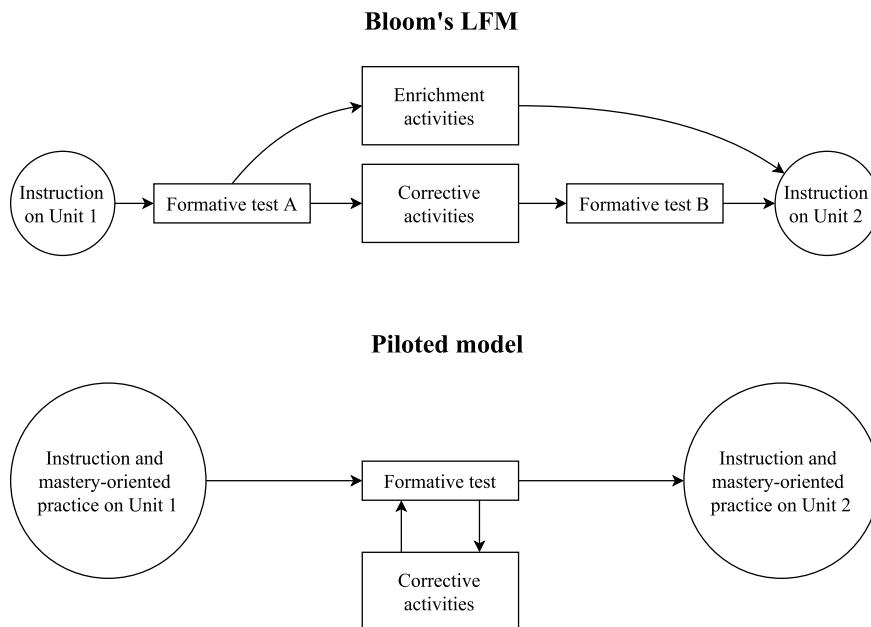 Bloom's LFM
Enrichment
activities
Instruction
on Unit 1
Formative test A
Corrective
activities
Formative test B
Instruction
on Unit 2
Piloted model
Instruction and
mastery-oriented
practice on Unit 1
Formative test
Instruction and
mastery-oriented
practice on Unit 2
Corrective
activities